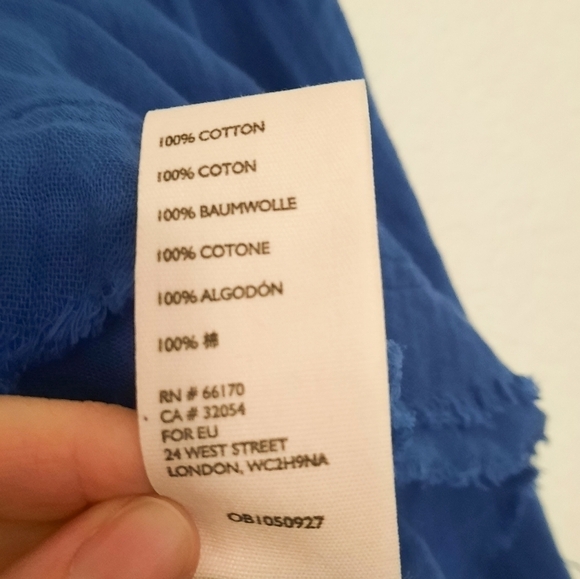 100% COTTON
100% COTON
100% BAUMWOLLE
100% COTONE
100% ALGODÓN
100% 棉
RN # 66170
CA # 32054
FOR EU
24 WEST STREET
LONDON, WC2H9NA
OB1050927